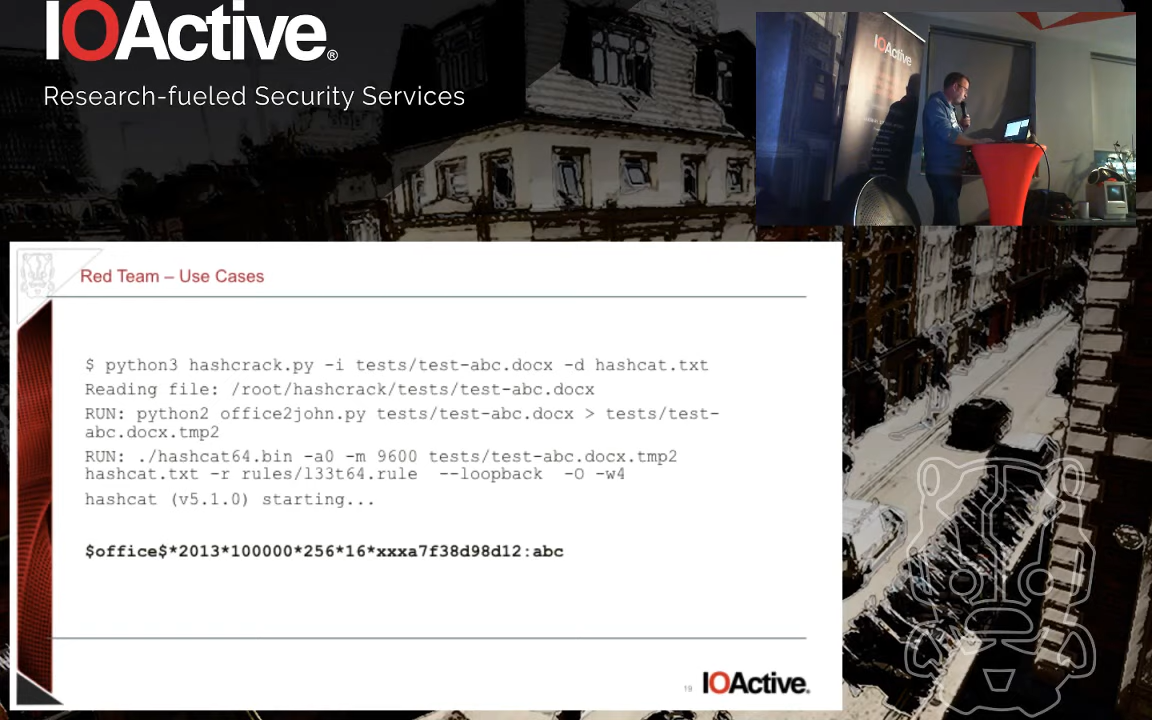 IOActive®
Research-fueled Security Services
IOActive
Red Team – Use Cases
$ python3 hashcrack.py -i tests/test-abc.docx -d hashcat.txt
Reading file: /root/hashcrack/tests/test-abc.docx
RUN: python2 office2john.py tests/test-abc.docx > tests/test-
abc.docx.tmp2
RUN: ./hashcat64.bin -a0 -m 9600 tests/test-abc.docx.tmp2
hashcat.txt -r rules/l33t64.rule --loopback -O -w4
hashcat (v5.1.0) starting...
$office$*2013*100000*256*16*xxxa7f38d98d12:abc
19
IOActive.